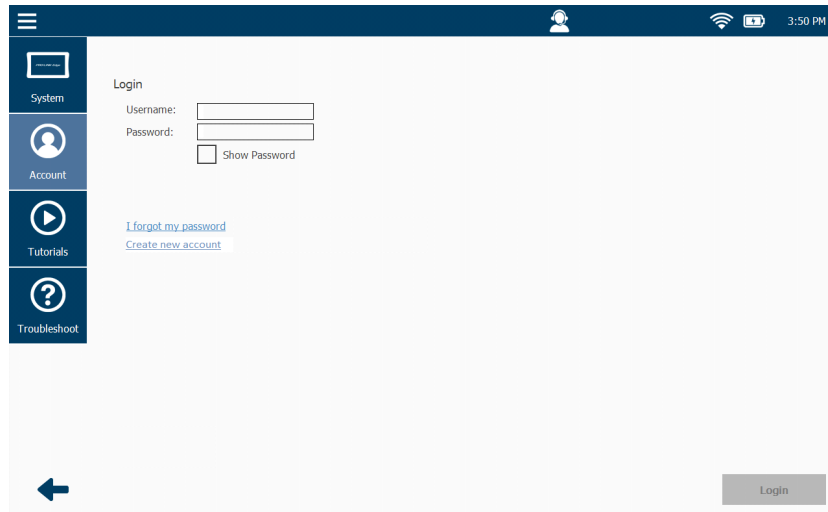 3:50 PM
System
Login
Username:
Password:
Show Password
Account
I forgot my password
Create new account
Tutorials
?
Troubleshoot
Login